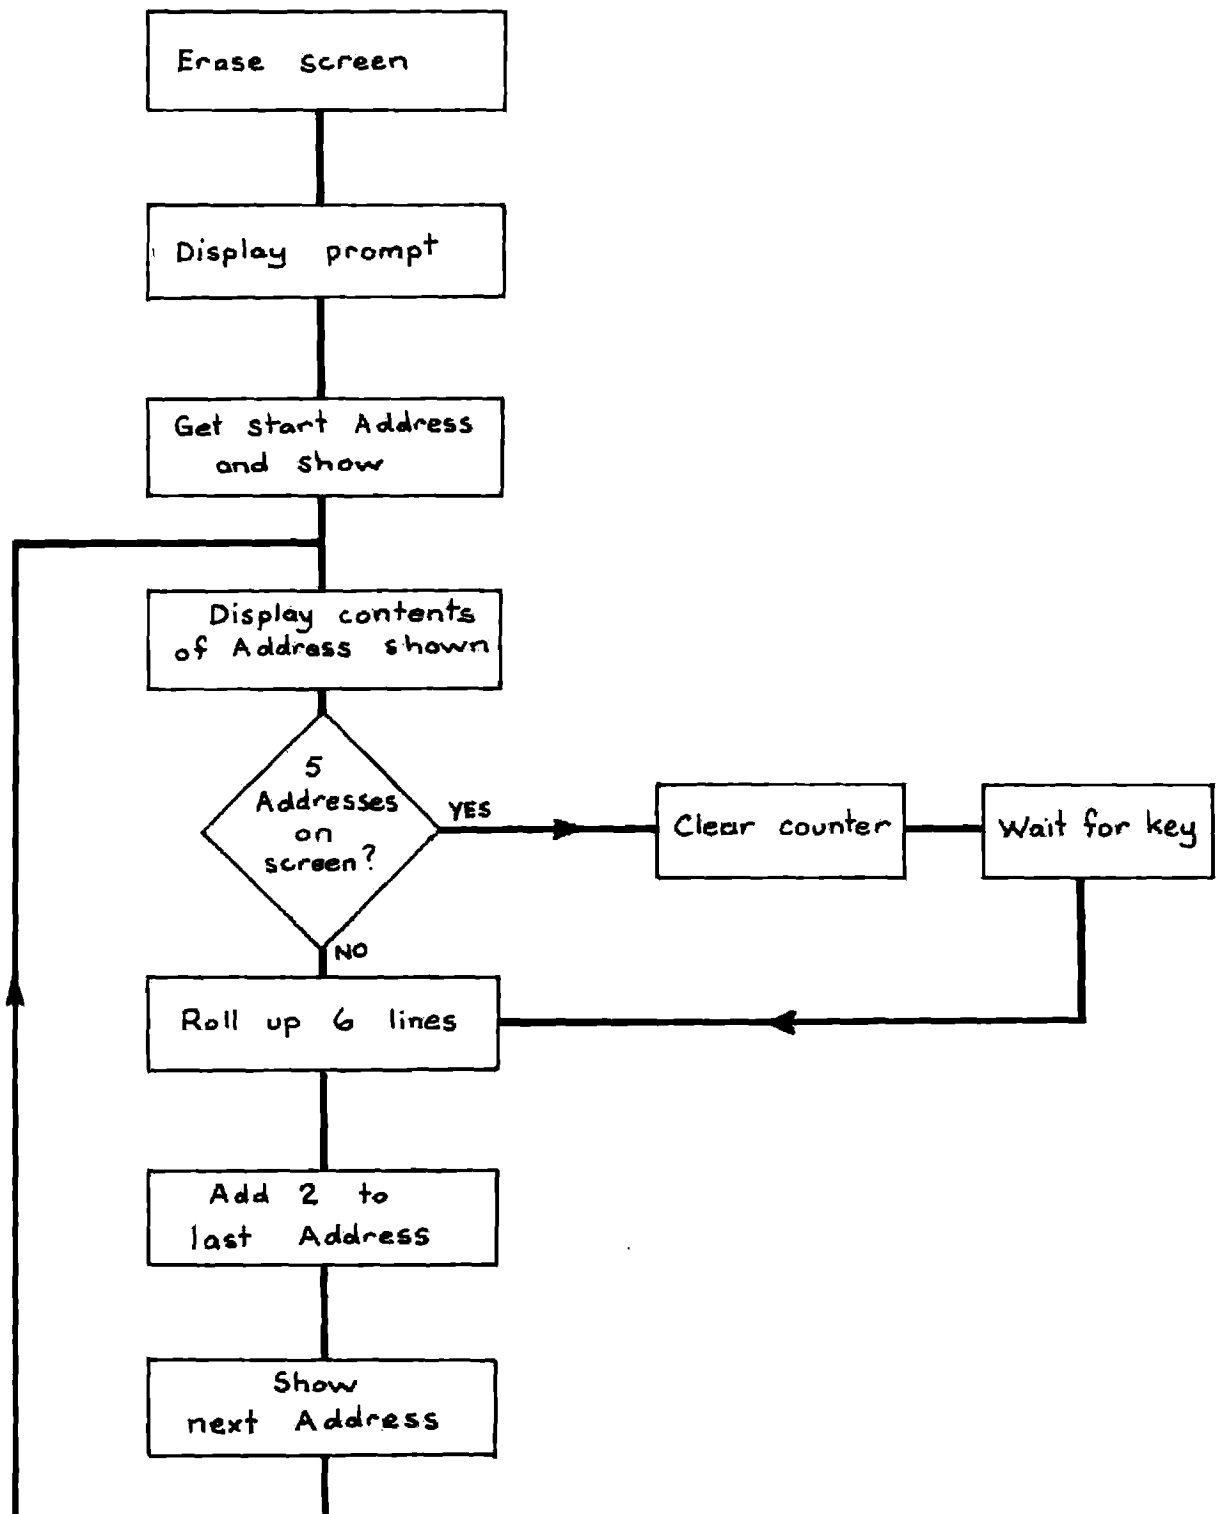 Erase screen
Display prompt
Get start Address
and show
Display contents
of Address shown
5
Addresses
on
screen?
YES
Clear counter
Wait for key
NO
Roll up 6 lines
Add 2 to
last Address
Show
next Address